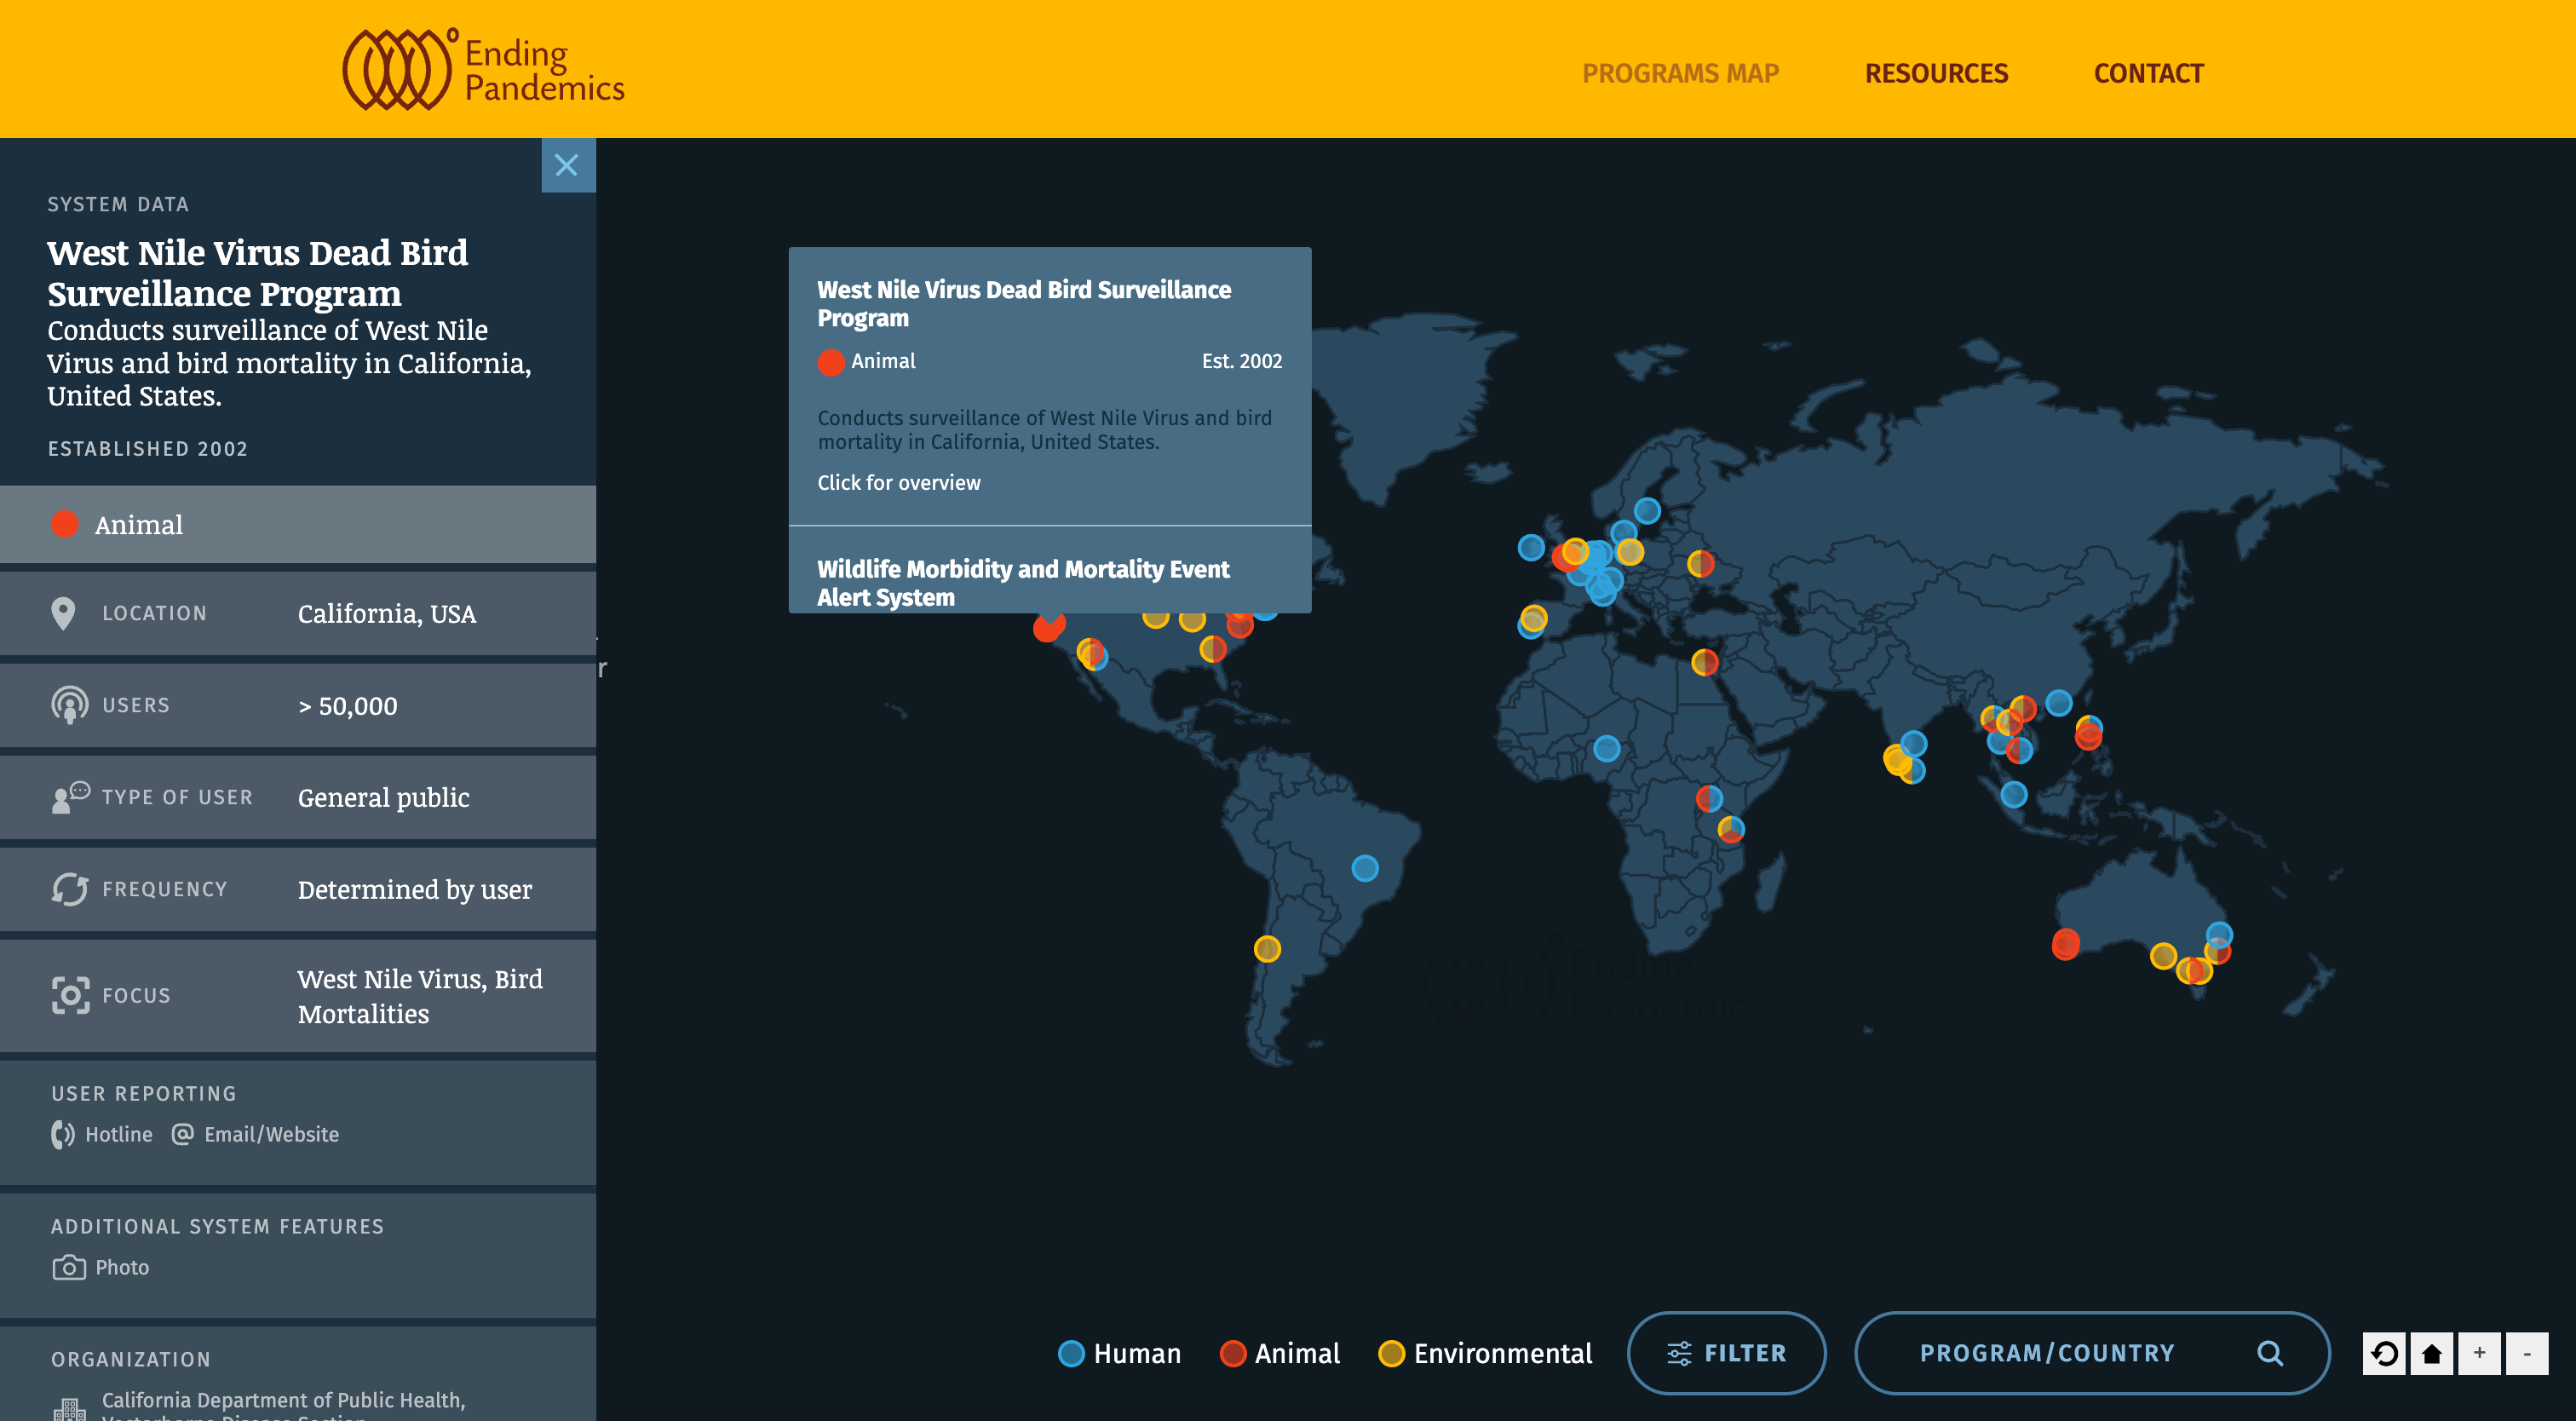 Ending
Pandemics
PROGRAMS MAP
RESOURCES
CONTACT
SYSTEM DATA
West Nile Virus Dead Bird
Surveillance Program
Conducts surveillance of West Nile
Virus and bird mortality in California,
United States.
ESTABLISHED 2002
Animal
LOCATION California, USA
USERS > 50,000
TYPE OF USER General public
FREQUENCY Determined by user
FOCUS West Nile Virus, Bird
Mortalities
USER REPORTING
Hotline @ Email/Website
ADDITIONAL SYSTEM FEATURES
Photo
ORGANIZATION
California Department of Public Health,
West Nile Virus Dead Bird Surveillance
Program
Animal Est. 2002
Conducts surveillance of West Nile Virus and bird
mortality in California, United States.
Click for overview
Wildlife Morbidity and Mortality Event
Alert System
r
Ending
Pandemics
Human Animal Environmental
FILTER
PROGRAM/COUNTRY
+
-